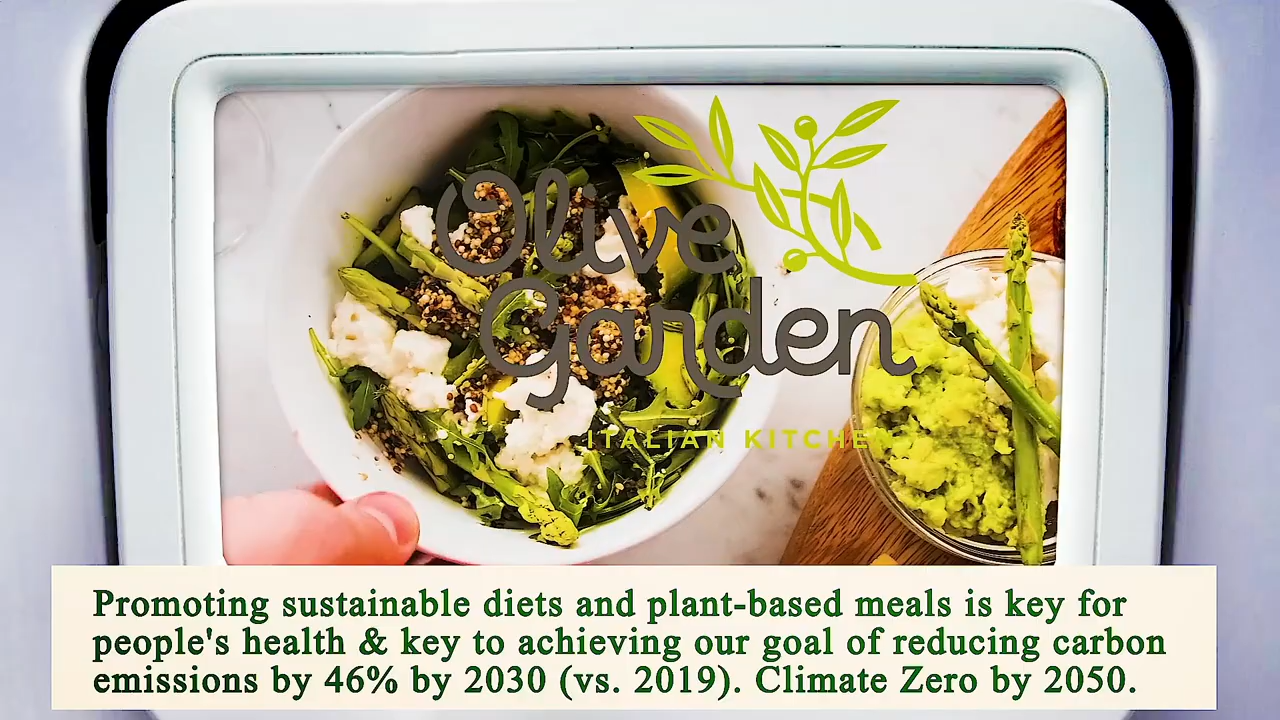 Olive
Garden
ITALIAN KITCHEN
Promoting sustainable diets and plant-based meals is key for
people's health & key to achieving our goal of reducing carbon
emissions by 46% by 2030 (vs. 2019). Climate Zero by 2050.